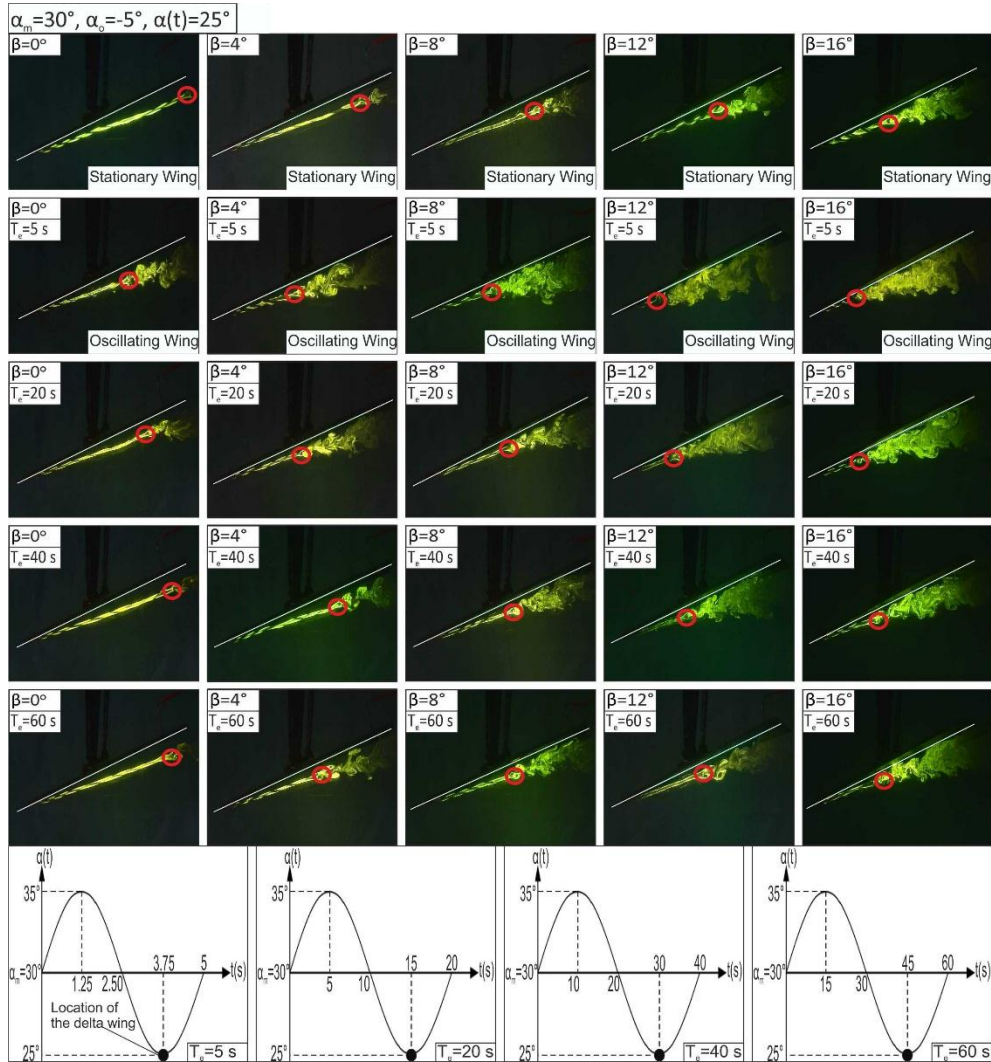 αₘ=30°, αₒ=-5°, α(t)=25°
β=0° β=4° β=8° β=12° β=16°
Stationary Wing Stationary Wing Stationary Wing Stationary Wing Stationary Wing
β=0° β=4° β=8° β=12° β=16°
Tₑ=5 s Tₑ=5 s Tₑ=5 s Tₑ=5 s Tₑ=5 s
Oscillating Wing Oscillating Wing Oscillating Wing Oscillating Wing Oscillating Wing
β=0° β=4° β=8° β=12° β=16°
Tₑ=20 s Tₑ=20 s Tₑ=20 s Tₑ=20 s Tₑ=20 s
β=0° β=4° β=8° β=12° β=16°
Tₑ=40 s Tₑ=40 s Tₑ=40 s Tₑ=40 s Tₑ=40 s
β=0° β=4° β=8° β=12° β=16°
Tₑ=60 s Tₑ=60 s Tₑ=60 s Tₑ=60 s Tₑ=60 s
α(t) α(t) α(t) α(t)
35° 35° 35° 35°
3.75 5 15 20 30 40 45 60
αₘ=30° t(s) αₘ=30° t(s) αₘ=30° t(s) αₘ=30° t(s)
1.25 2.50 5 10 10 20 15 30
Location of
the delta wing
25° Tₑ=5 s 25° Tₑ=20 s 25° Tₑ=40 s 25° Tₑ=60 s